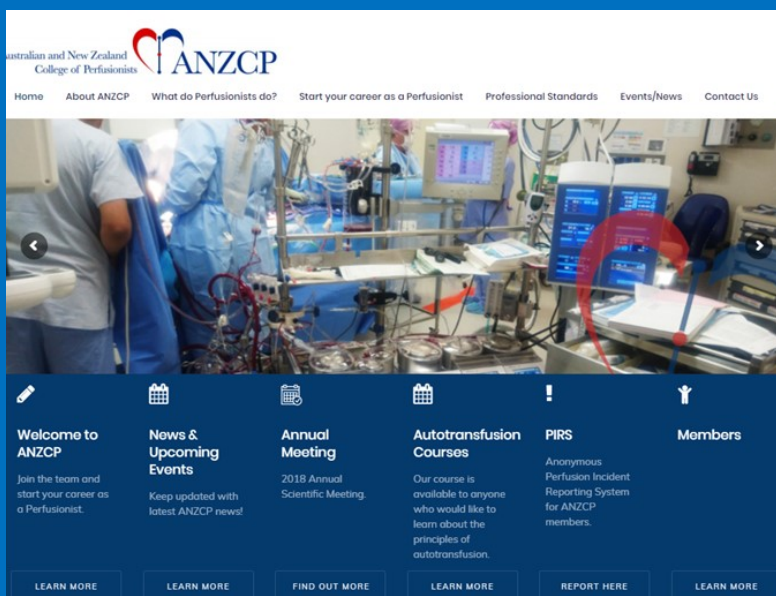 Australian and New Zealand
College of Perfusionists
ANZCP
Home About ANZCP What do Perfusionists do? Start your career as a Perfusionist Professional Standards Events/News Contact Us
Welcome to
ANZCP
Join the team and
start your career as
a Perfusionist.
LEARN MORE
News &
Upcoming
Events
Keep updated with
latest ANZCP news!
LEARN MORE
Annual
Meeting
2018 Annual
Scientific Meeting.
FIND OUT MORE
Autotransfusion
Courses
Our course is
available to anyone
who would like to
learn about the
principles of
autotransfusion.
LEARN MORE
PIRS
Anonymous
Perfusion Incident
Reporting System
for ANZCP
members.
REPORT HERE
Members
LEARN MORE